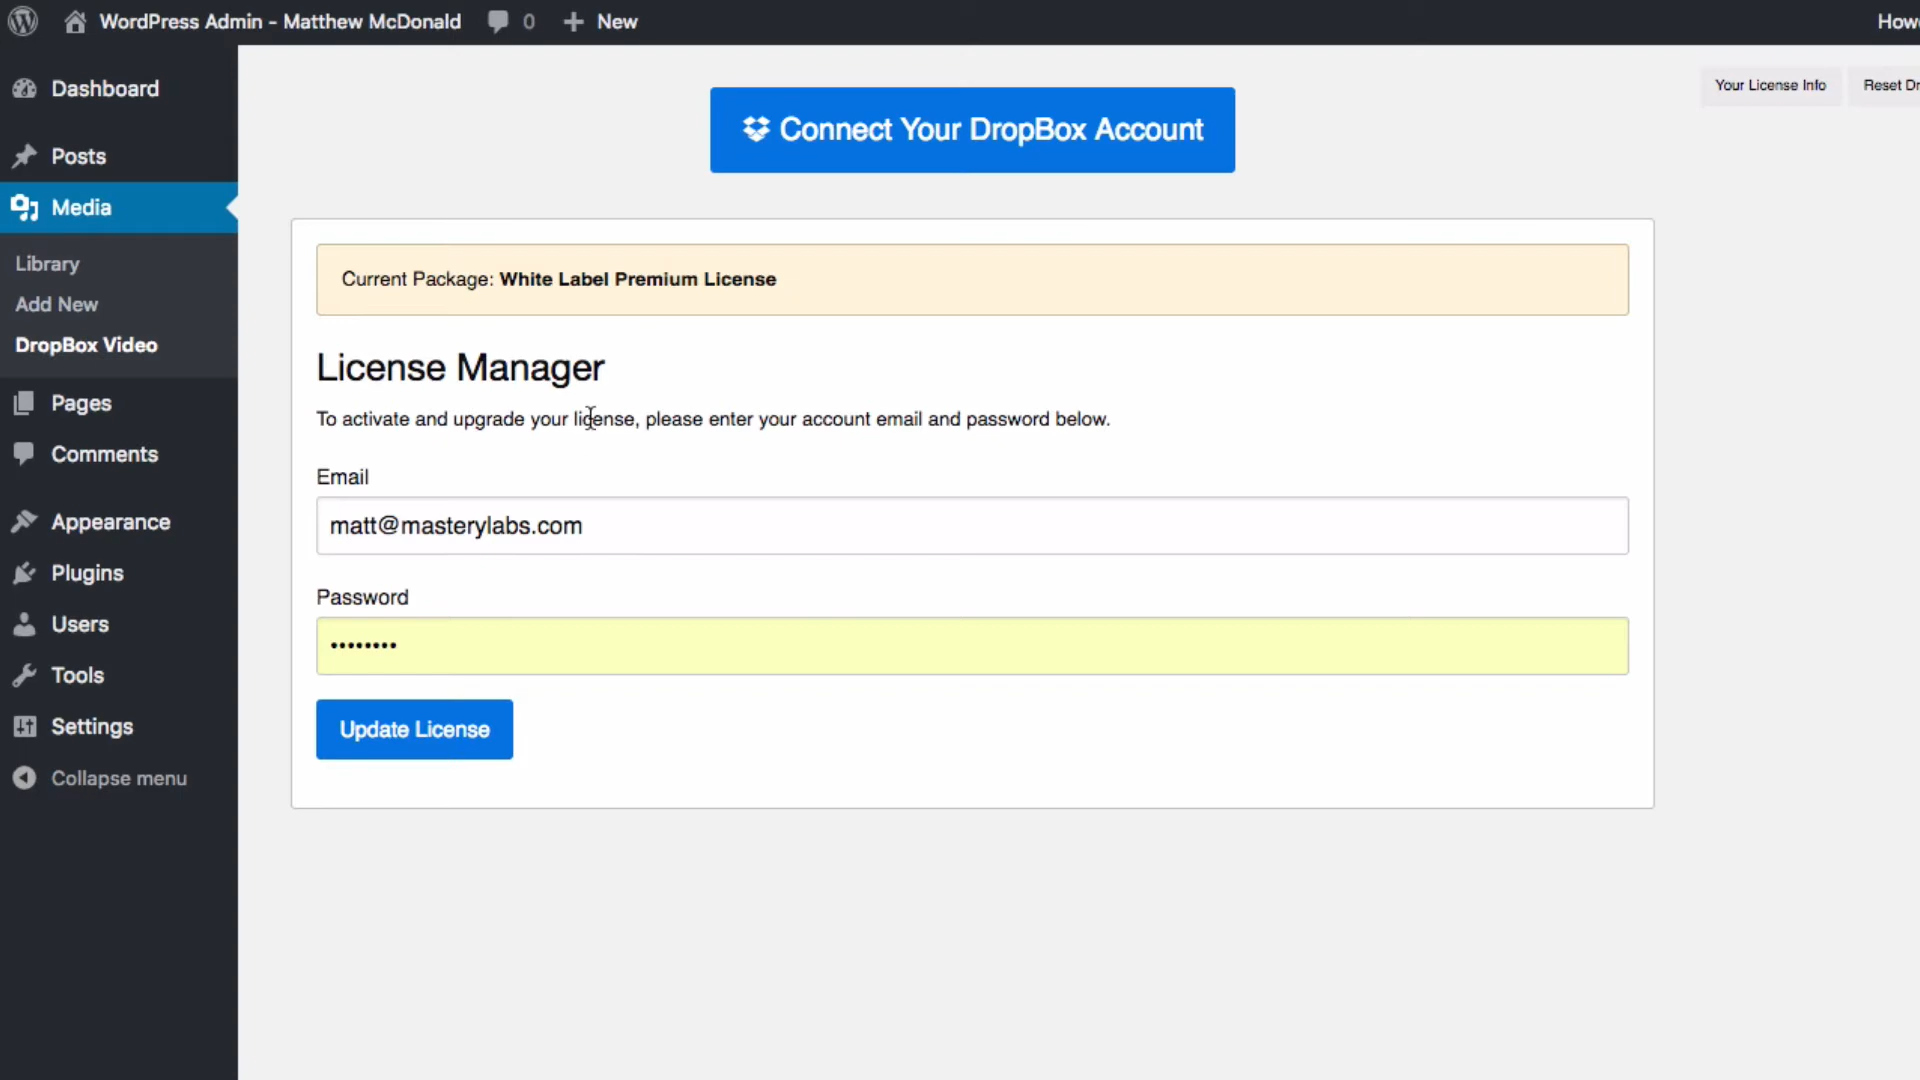 WordPress Admin - Matthew McDonald 0 New How
Dashboard
Posts
Media
Library
Add New
DropBox Video
Pages
Comments
Appearance
Plugins
Users
Tools
Settings
Collapse menu
Your License Info Reset Dr
Connect Your DropBox Account
Current Package: White Label Premium License
License Manager
To activate and upgrade your license, please enter your account email and password below.
Email
matt@masterylabs.com
Password
••••••••
Update License